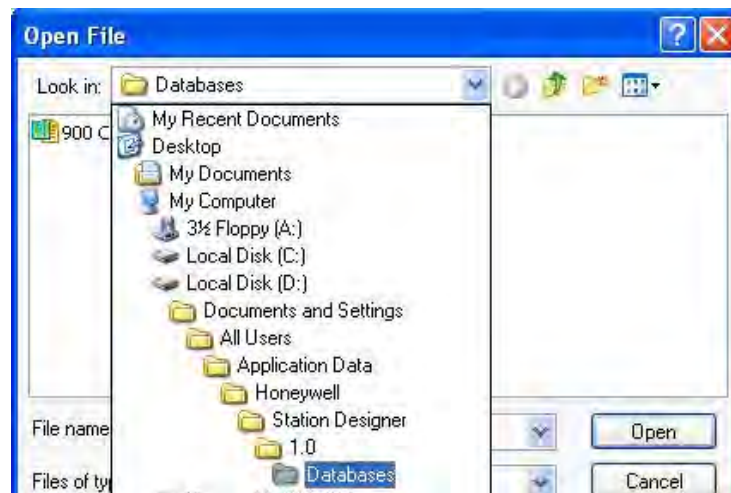 Open File
Look in: Databases
My Recent Documents
900 C
Desktop
My Documents
My Computer
3½ Floppy (A:)
Local Disk (C:)
Local Disk (D:)
Documents and Settings
All Users
Application Data
Honeywell
Station Designer
File name
Open
1.0
Databases
Files of ty
Cancel